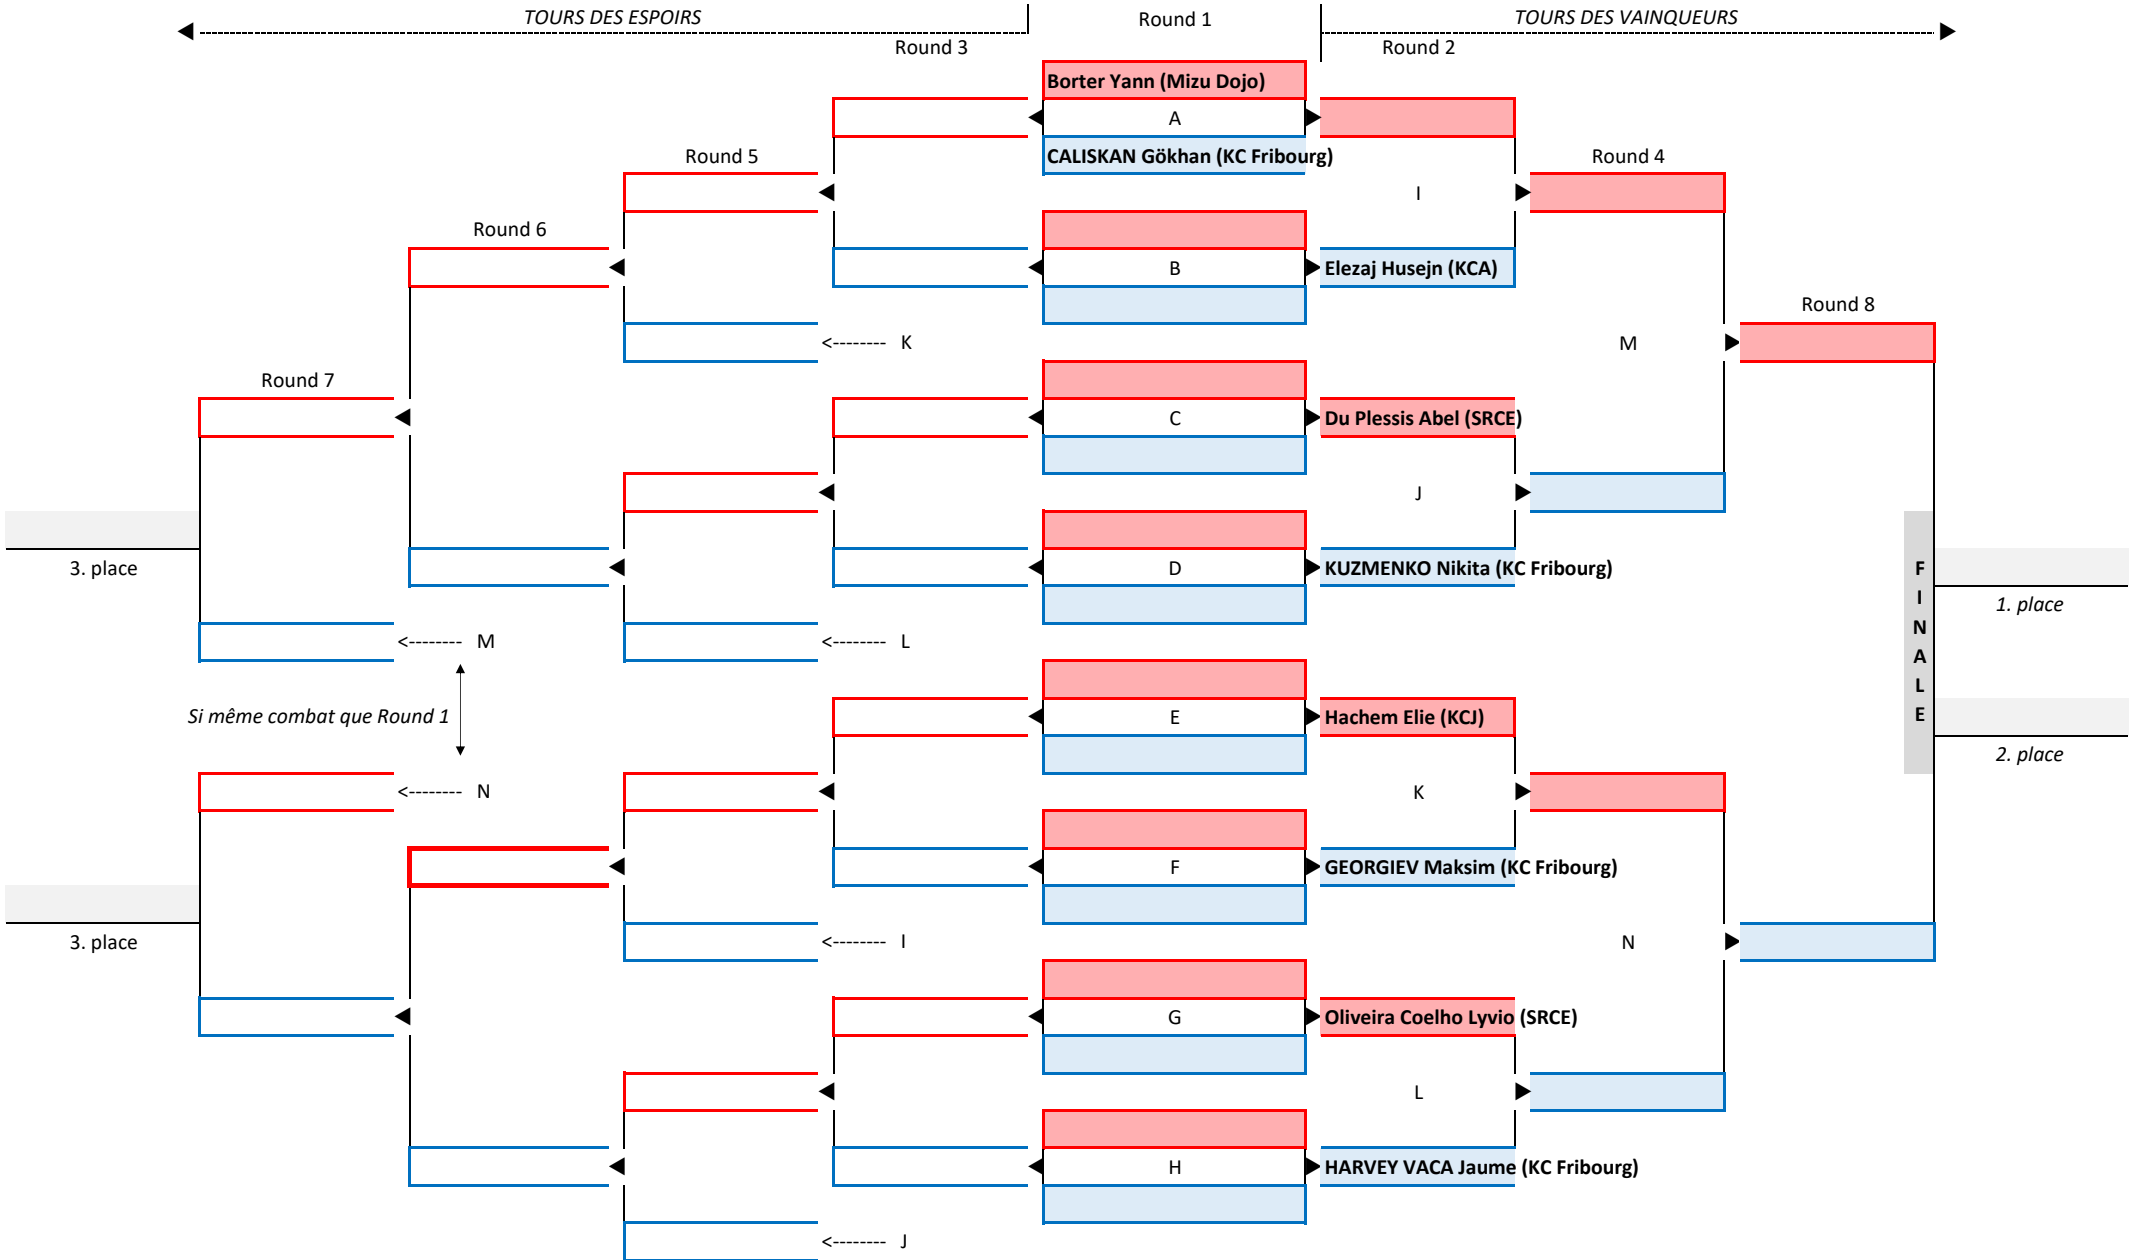 TOURS DES ESPOIRS
Round 1
TOURS DES VAINQUEURS
Round 3
Round 2
Borter Yann (Mizu Dojo)
A
CALISKAN Gökhan (KC Fribourg)
Round 5
Round 4
I
Round 6
B
Elezaj Husejn (KCA)
Round 8
<-------- K
M
Round 7
C
Du Plessis Abel (SRCE)
J
3. place
D
KUZMENKO Nikita (KC Fribourg)
F
I
N
A
L
E
1. place
<-------- M
<-------- L
Si même combat que Round 1
E
Hachem Elie (KCJ)
2. place
<-------- N
K
F
GEORGIEV Maksim (KC Fribourg)
3. place
<-------- I
N
G
Oliveira Coelho Lyvio (SRCE)
L
H
HARVEY VACA Jaume (KC Fribourg)
<-------- J